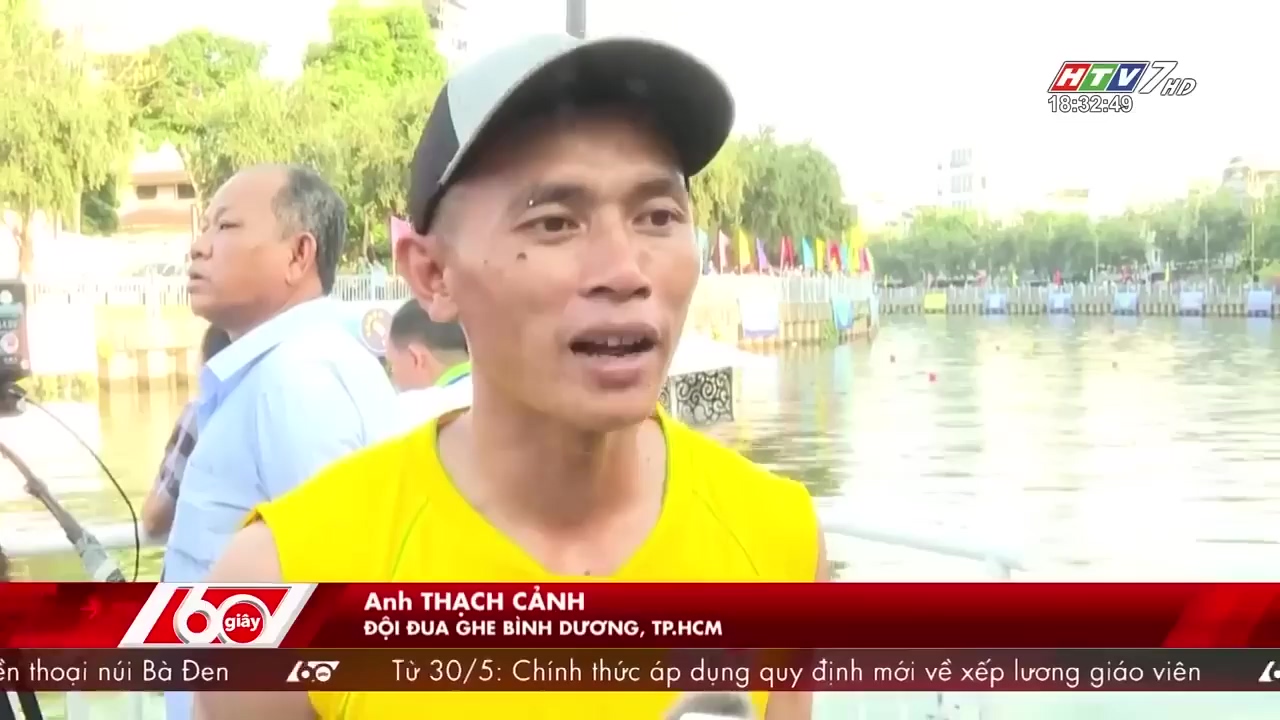 HTV7 HD
18:32:49
60 giây
Anh THẠCH CẢNH
ĐỘI ĐUA GHE BÌNH DƯƠNG, TP.HCM
thoại núi Bà Đen
60
Từ 30/5: Chính thức áp dụng quy định mới về xếp lương giáo viên